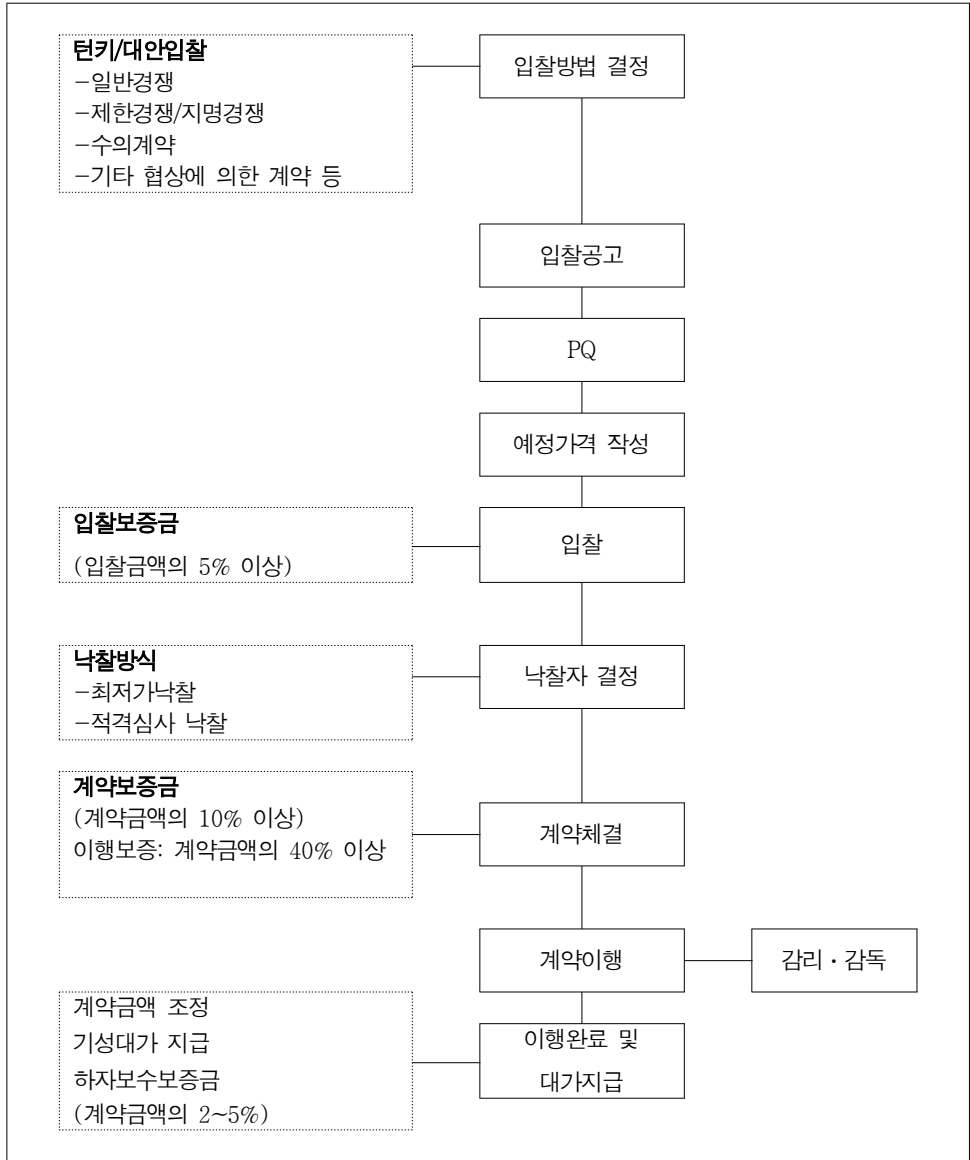 턴키/대안입찰
-일반경쟁
-제한경쟁/지명경쟁
-수의계약
-기타 협상에 의한 계약 등
입찰방법 결정
입찰공고
PQ
예정가격 작성
입찰보증금
(입찰금액의 5% 이상)
입찰
낙찰방식
-최저가낙찰
-적격심사 낙찰
낙찰자 결정
계약보증금
(계약금액의 10% 이상)
이행보증: 계약금액의 40% 이상
계약체결
계약이행
감리·감독
계약금액 조정
기성대가 지급
하자보수보증금
(계약금액의 2~5%)
이행완료 및
대가지급